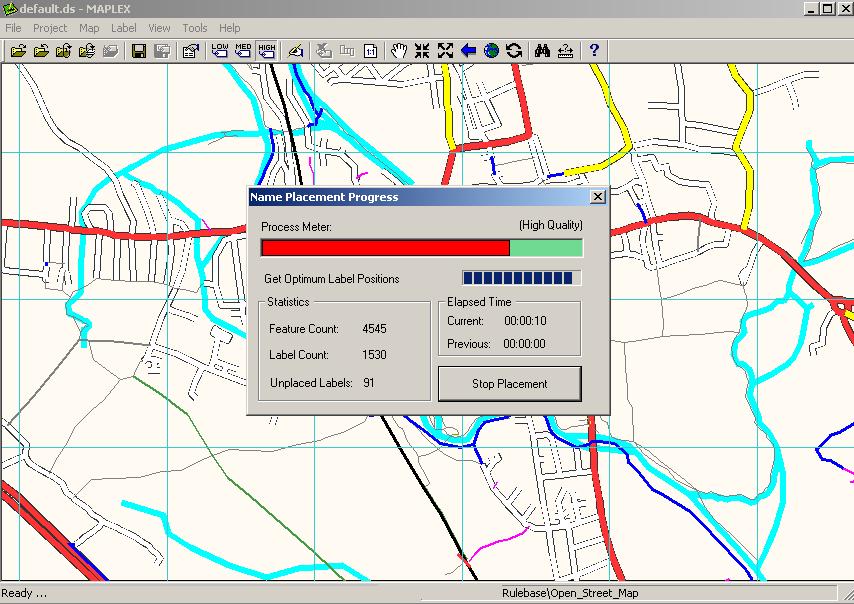 default.ds - MAPLEX
File Project Map Label View Tools Help
LOW MED HIGH 1:1 ?
Name Placement Progress
Process Meter: (High Quality)
Get Optimum Label Positions
Statistics
Feature Count: 4545
Label Count: 1530
Unplaced Labels: 91
Elapsed Time
Current: 00:00:10
Previous: 00:00:00
Stop Placement
Ready ... Rulebase\Open_Street_Map